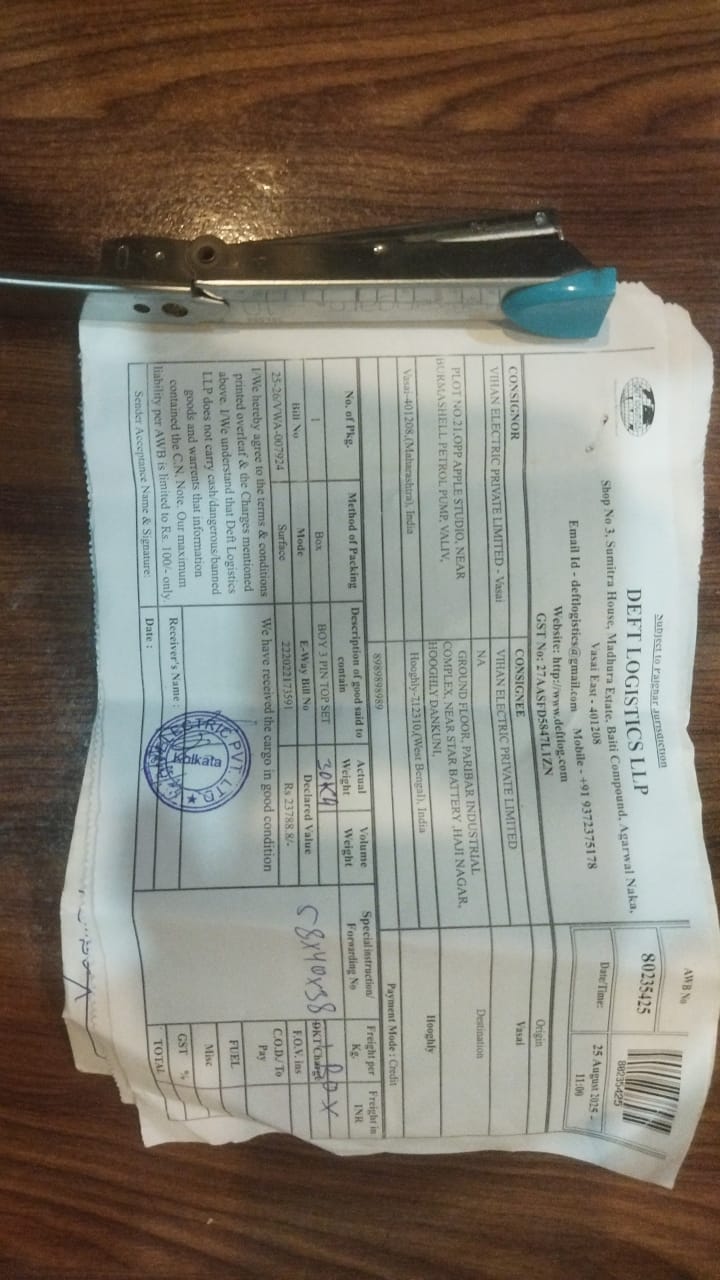 Subject to Palghar Jurisdiction
DEFT LOGISTICS LLP
Shop No 3, Sumitra House, Madhura Estate, Baiti Compound, Agarwal Naka,
Vasai East - 401208
Email Id - deftlogistics@gmail.com Mobile - +91 9372375178
Website: http://www.deftlog.com
GST No: 27AASFD5847L1ZN
AWB No
80235425
80235425
Date/Time:
25 August 2025 -
11:00
CONSIGNOR
CONSIGNEE
Origin
Vasai
VIHAN ELECTRIC PRIVATE LIMITED - Vasai
VIHAN ELECTRIC PRIVATE LIMITED
NA
Destination
PLOT NO 21,OPP APPLE STUDIO, NEAR
BURMASHELL PETROL PUMP, VALIV,
GROUND FLOOR, PARIBAR INDUSTRIAL
COMPLEX, NEAR STAR BATTERY ,HAJI NAGAR,
HOOGHLY DANKUNI,
Hooghly
Vasai-401208,(Maharashtra), India
Hooghly-712310,(West Bengal), India
8989898989
Payment Mode : Credit
No. of Pkg.
Method of Packing
Description of good said to
contain
Actual
Weight
Volume
Weight
Special instruction/
Forwarding No
Freight per
Kg.
Freight in
INR
1
Box
BOY 3 PIN TOP SET
30KG
58x40x38 - 1 Box
DKT Charge
Bill No
Mode
E-Way Bill No
Declared Value
F.O.V. ins
25-26/VWA-007924
Surface
222022173591
Rs 23788.8/-
C.O.D./ To
Pay
I/We hereby agree to the terms & conditions
printed overleaf & the Charges mentioned
above. I/We understand that Deft Logistics
LLP does not carry cash/dangerous/banned
goods and warrents that information
contained the C.N. Note. Our maximum
liability per AWB is limited to Rs. 100/- only.
We have received the cargo in good condition
FUEL
Misc
GST %
TOTAL
Receiver's Name :
ELECTRIC PVT. LTD.
Kolkata
Sender Acceptance Name & Signature:
Date :